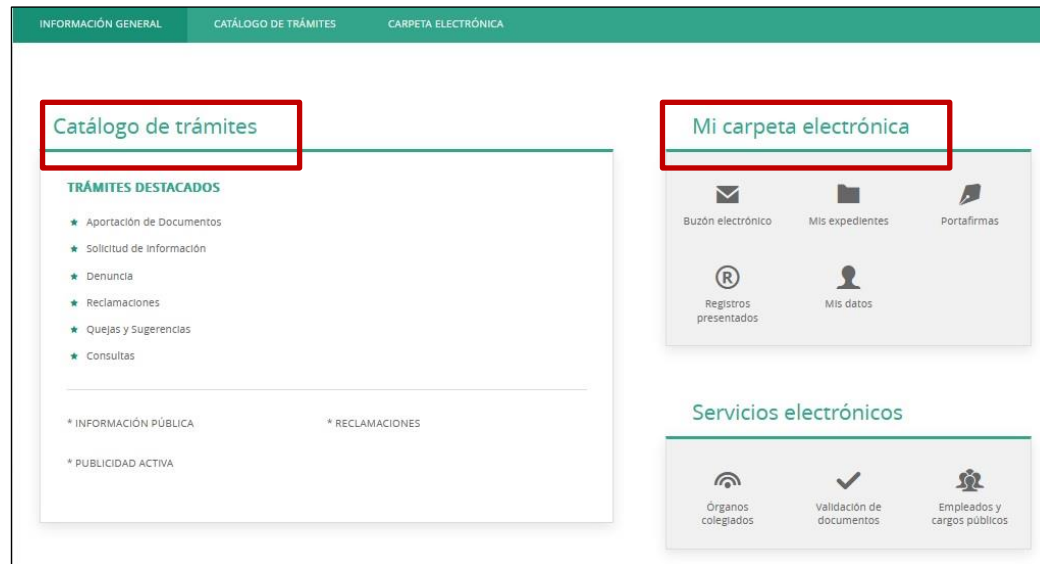 INFORMACIÓN GENERAL CATÁLOGO DE TRÁMITES CARPETA ELECTRÓNICA
Catálogo de trámites
TRÁMITES DESTACADOS
Aportación de Documentos
Solicitud de Información
Denuncia
Reclamaciones
Quejas y Sugerencias
Consultas
* INFORMACIÓN PÚBLICA * RECLAMACIONES
* PUBLICIDAD ACTIVA
Mi carpeta electrónica
Buzón electrónico Mis expedientes Portafirmas
R
Registros Mis datos
presentados
Servicios electrónicos
Órganos Validación de Empleados y
colegiados documentos cargos públicos